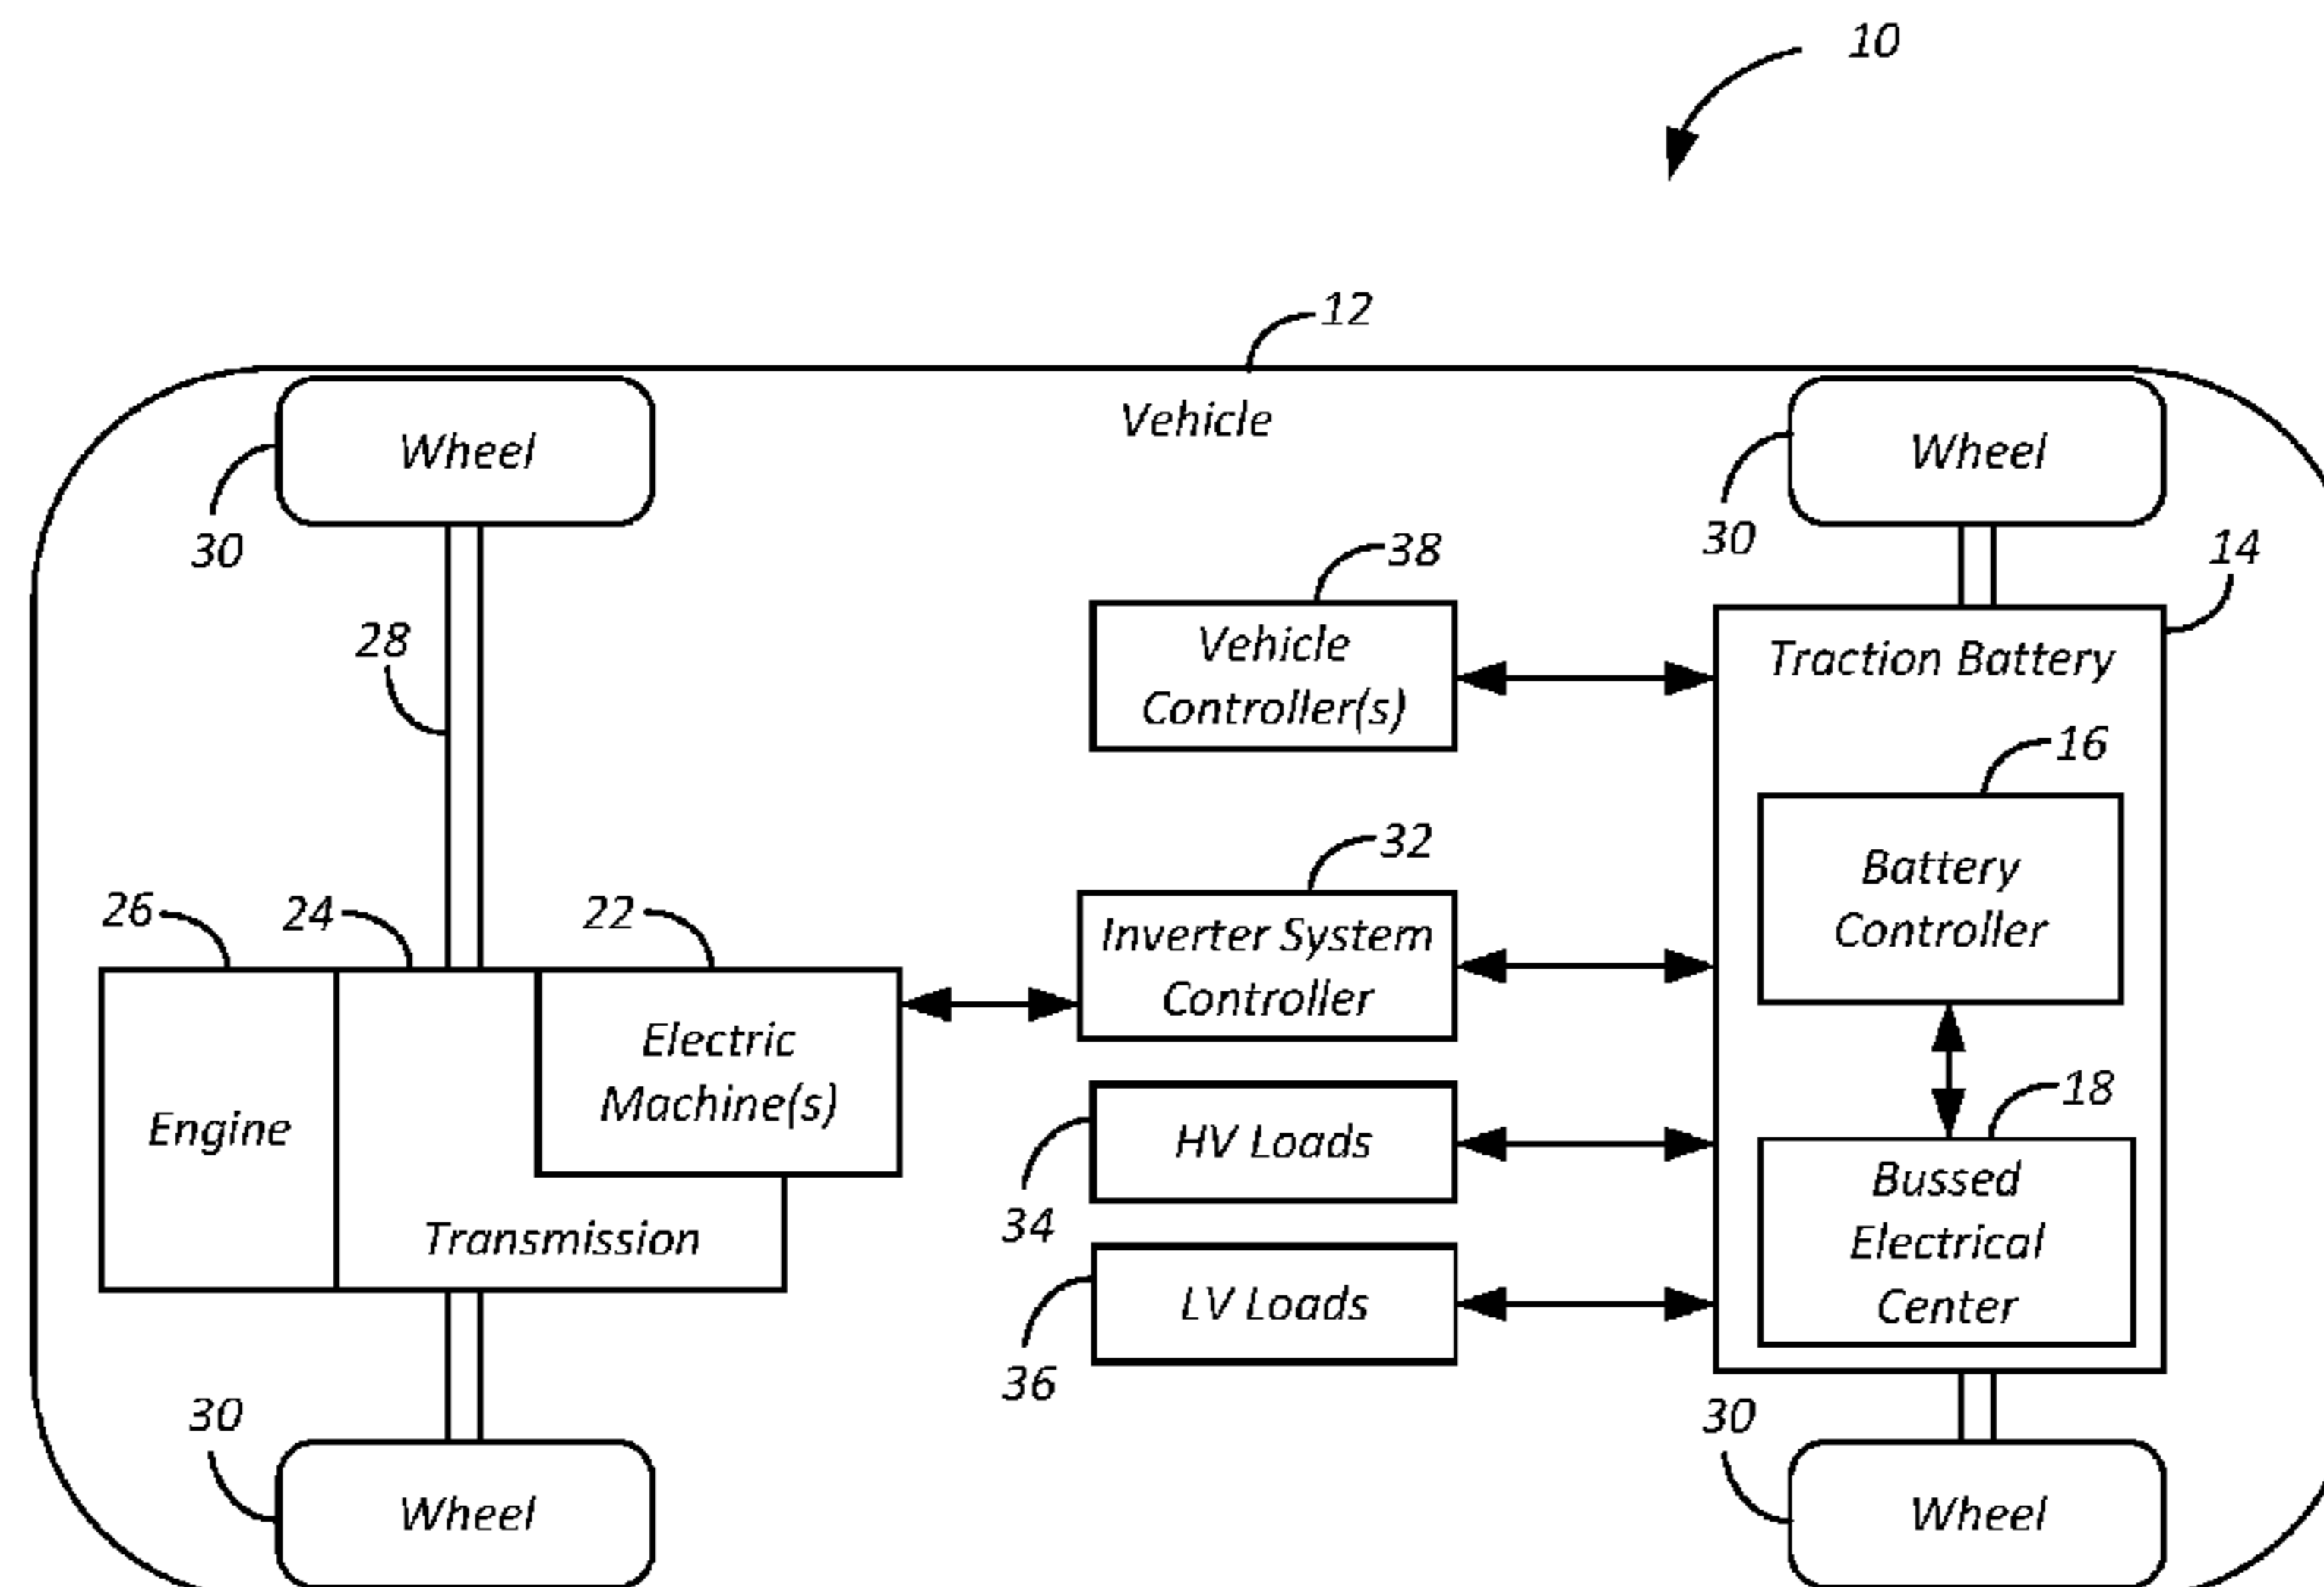 10
12
Vehicle
Wheel
Wheel
30
30
38
14
28
Vehicle
Controller(s)
Traction Battery
16
32
Battery
Controller
26
24
22
Inverter System
Controller
Electric
Machine(s)
18
Engine
HV Loads
Bussed
Electrical
Center
34
Transmission
LV Loads
36
30
30
Wheel
Wheel